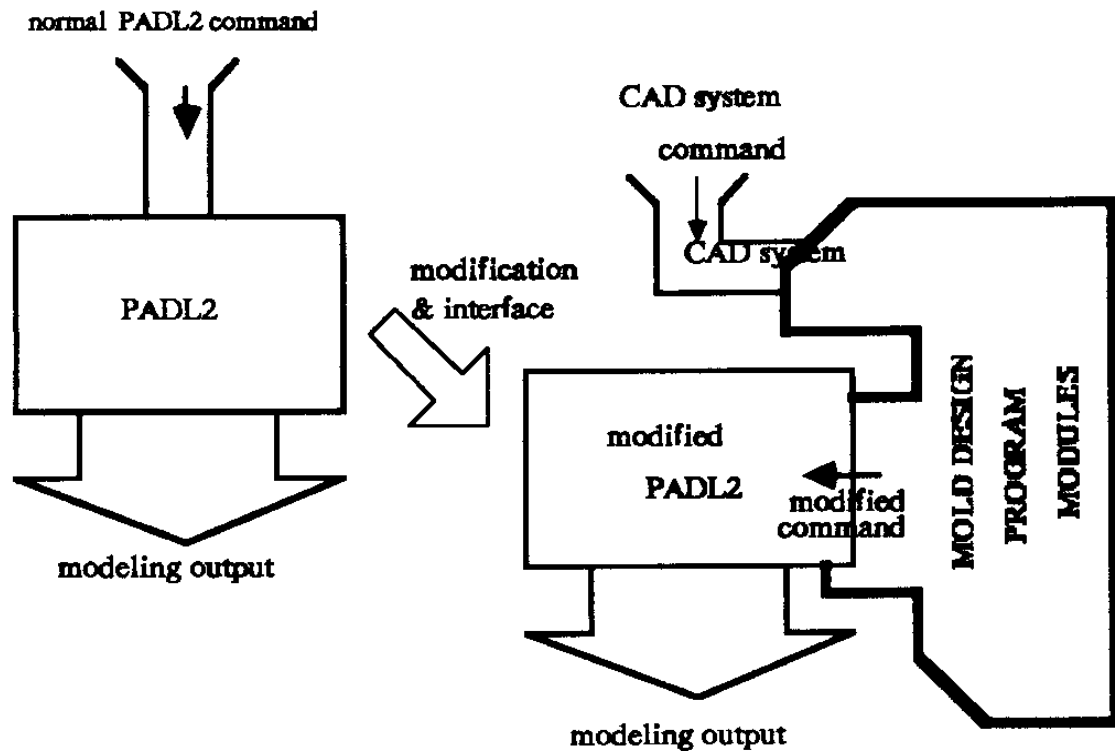 normal PADL2 command
CAD system
command
CAD system
modification
& interface
PADL2
modified
PADL2
modified
command
MOLD DESIGN
PROGRAM
MODULES
modeling output
modeling output